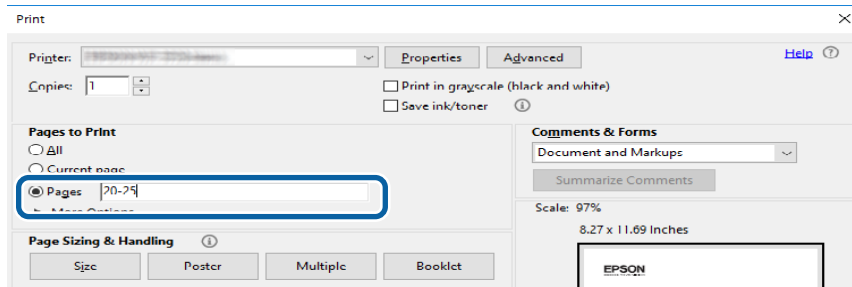 Print
Printer: Properties Advanced Help
Copies: 1 Print in grayscale (black and white)
Save ink/toner
Pages to Print
All
Current page
Pages 20-25
More Options
Comments & Forms
Document and Markups
Summarize Comments
Scale: 97%
8.27 x 11.69 Inches
Page Sizing & Handling
Size Poster Multiple Booklet
EPSON